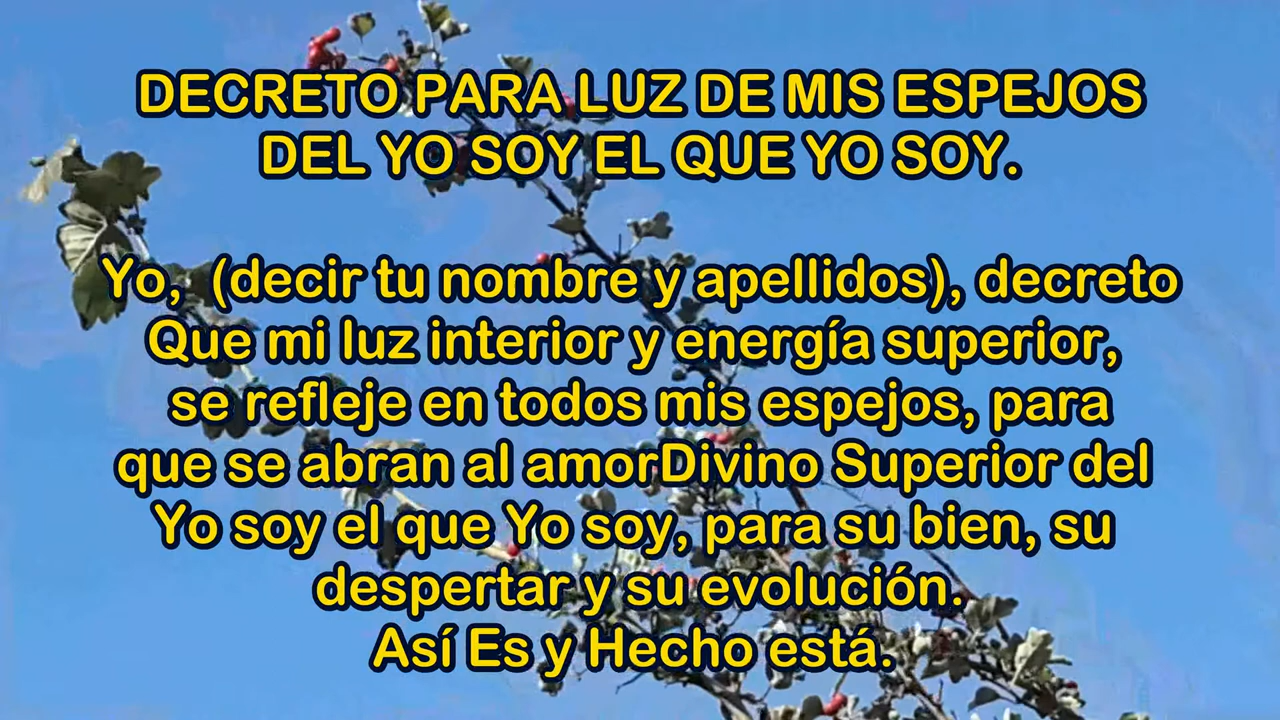 DECRETO PARA LUZ DE MIS ESPEJOS
DEL YO SOY EL QUE YO SOY.
Yo,  (decir tu nombre y apellidos), decreto
Que mi luz interior y energía superior,
se refleje en todos mis espejos, para
que se abran al amorDivino Superior del
Yo soy el que Yo soy, para su bien, su
despertar y su evolución.
Así Es y Hecho está.